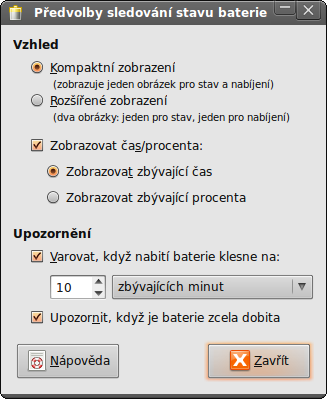 Předvolby sledování stavu baterie
Vzhled
Kompaktní zobrazení
(zobrazuje jeden obrázek pro stav a nabíjení)
Rozšířené zobrazení
(dva obrázky: jeden pro stav, jeden pro nabíjení)
Zobrazovat čas/procenta:
Zobrazovat zbývající čas
Zobrazovat zbývající procenta
Upozornění
Varovat, když nabití baterie klesne na:
10 zbývajících minut
Upozornit, když je baterie zcela dobita
Nápověda Zavřít